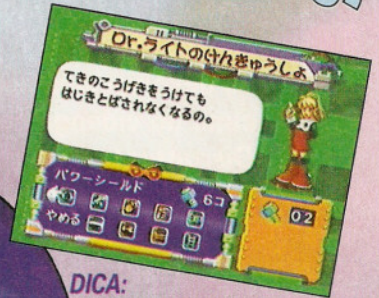 Dr.ライトのけんきゅうしょ
てきのこうげきをうけても
はじきとばされなくなるの。
パワーシールド
6コ
やめる
02
DICA: